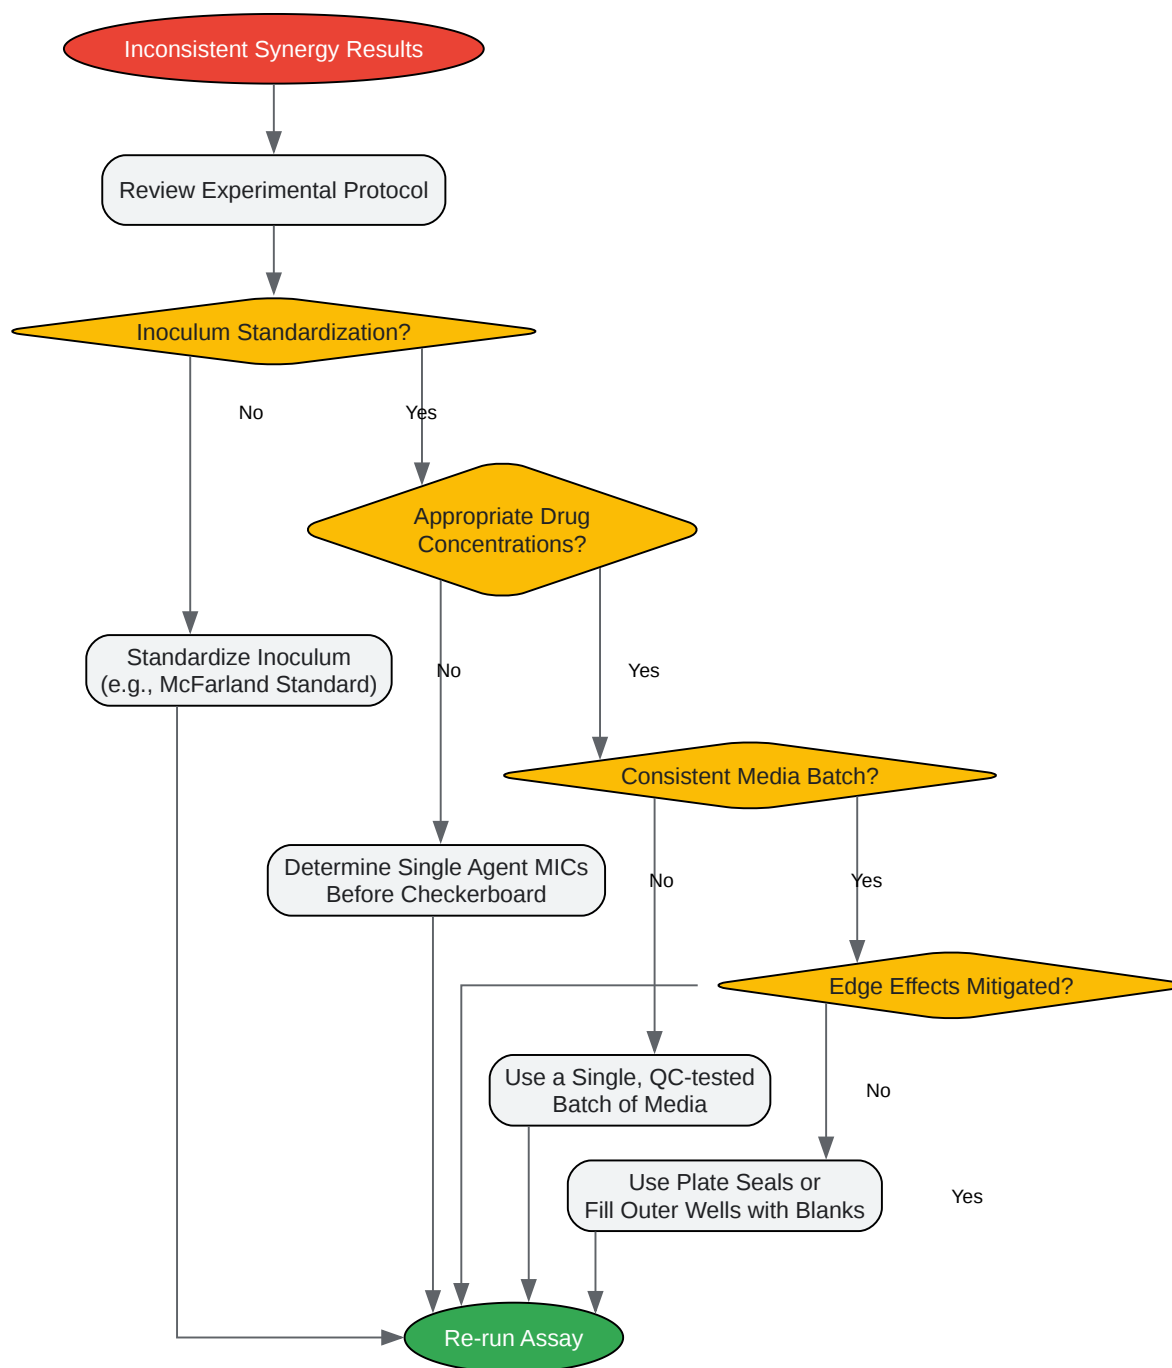 Inconsistent Synergy Results
Review Experimental Protocol
Inoculum Standardization?
No
Yes
Appropriate Drug
Concentrations?
Standardize Inoculum
(e.g., McFarland Standard)
No
Yes
Consistent Media Batch?
Determine Single Agent MICs
Before Checkerboard
No
Yes
Edge Effects Mitigated?
Use a Single, QC-tested
Batch of Media
No
Use Plate Seals or
Fill Outer Wells with Blanks
Yes
Re-run Assay